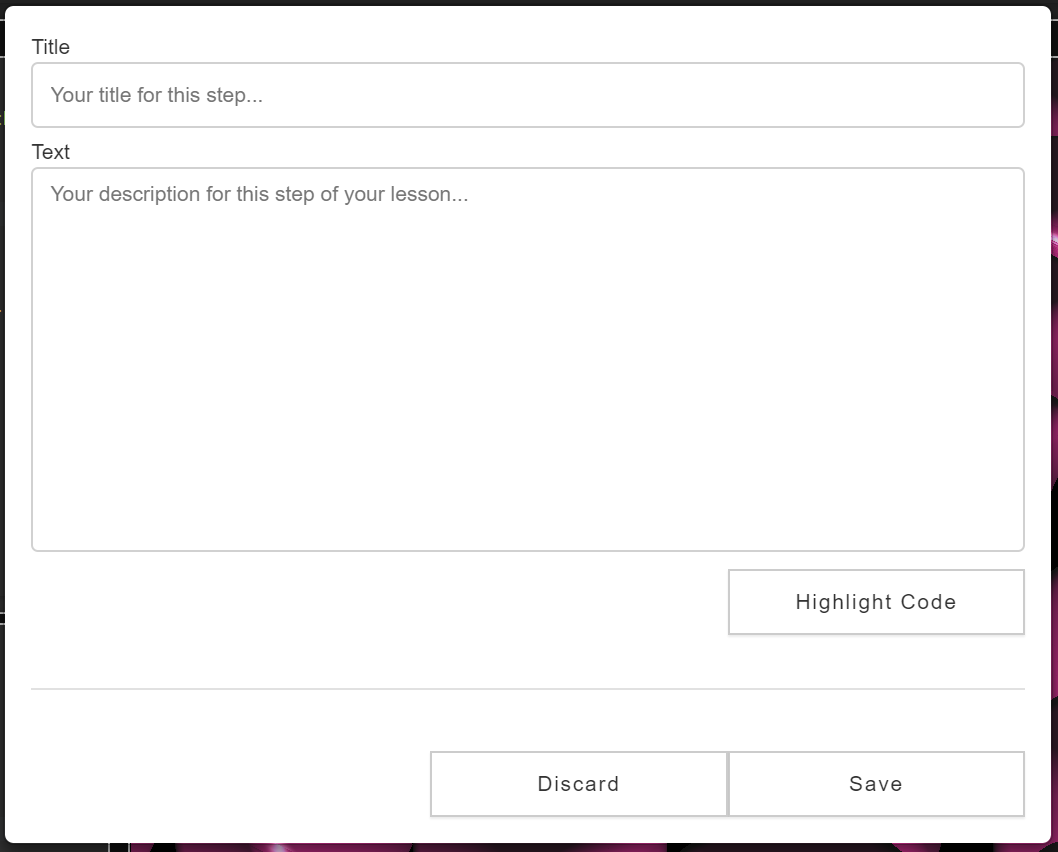 Title
Your title for this step...
Text
Your description for this step of your lesson...
Highlight Code
Discard
Save